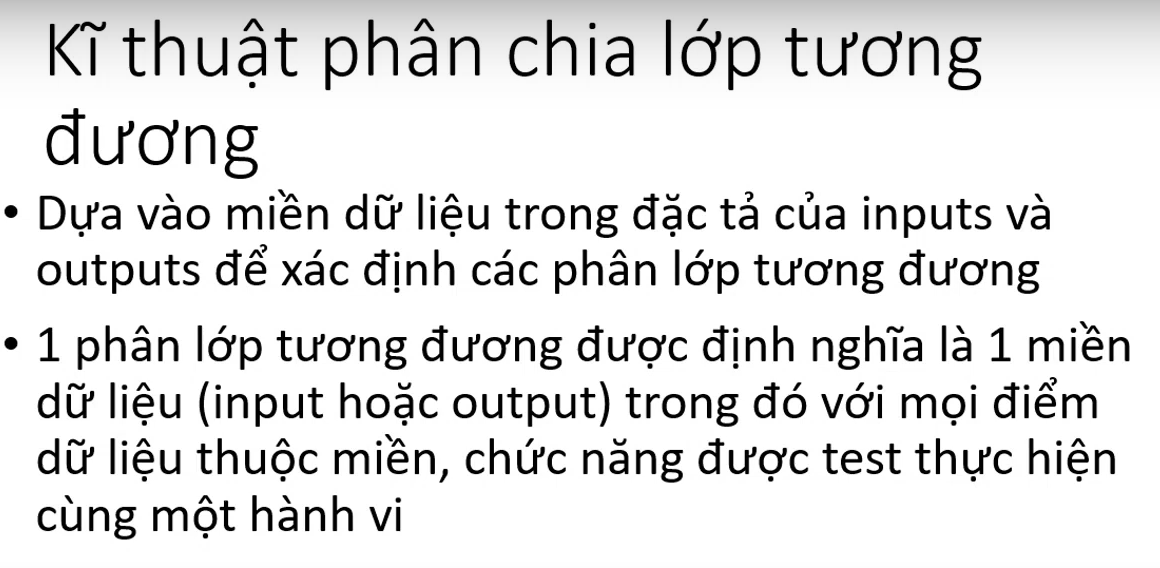 Kĩ thuật phân chia lớp tương
đương
• Dựa vào miền dữ liệu trong đặc tả của inputs và
outputs để xác định các phân lớp tương đương
• 1 phân lớp tương đương được định nghĩa là 1 miền
dữ liệu (input hoặc output) trong đó với mọi điểm
dữ liệu thuộc miền, chức năng được test thực hiện
cùng một hành vi